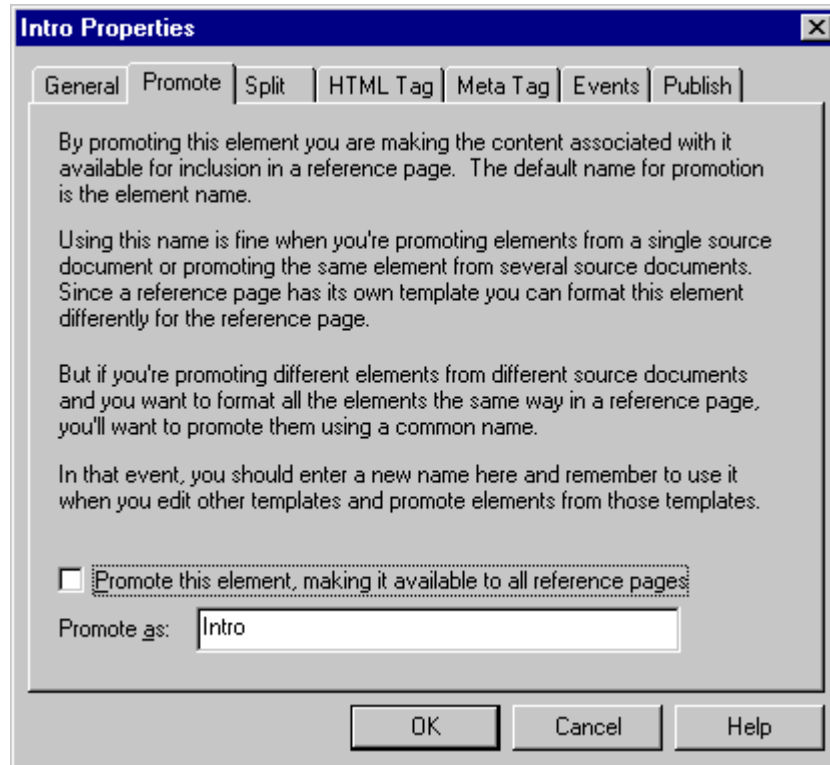 Intro Properties
General Promote Split HTML Tag Meta Tag Events Publish
By promoting this element you are making the content associated with it
available for inclusion in a reference page. The default name for promotion
is the element name.
Using this name is fine when you're promoting elements from a single source
document or promoting the same element from several source documents.
Since a reference page has its own template you can format this element
differently for the reference page.
But if you're promoting different elements from different source documents
and you want to format all the elements the same way in a reference page,
you'll want to promote them using a common name.
In that event, you should enter a new name here and remember to use it
when you edit other templates and promote elements from those templates.
Promote this element, making it available to all reference pages
Promote as: Intro
OK Cancel Help